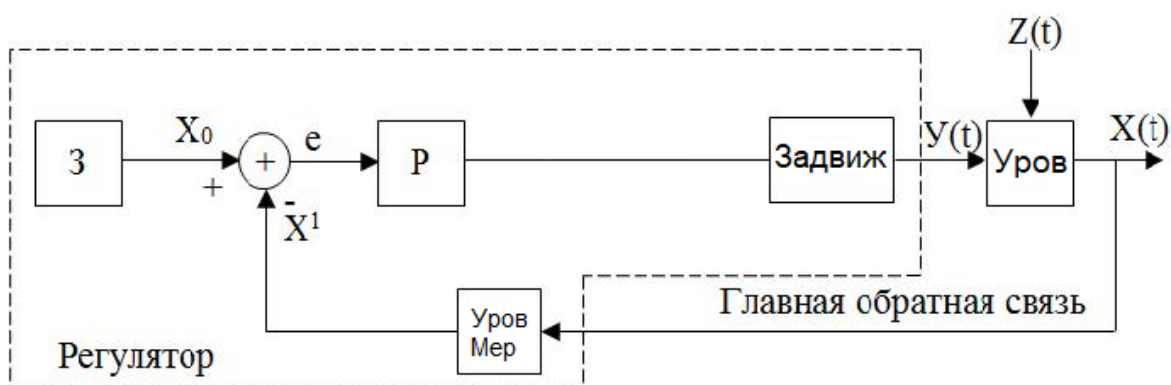 Z(t)
З
X₀
+
+
e
Р
Задвиж
У(t)
Уров
X(t)
-
X¹
Уров
Мер
Главная обратная связь
Регулятор